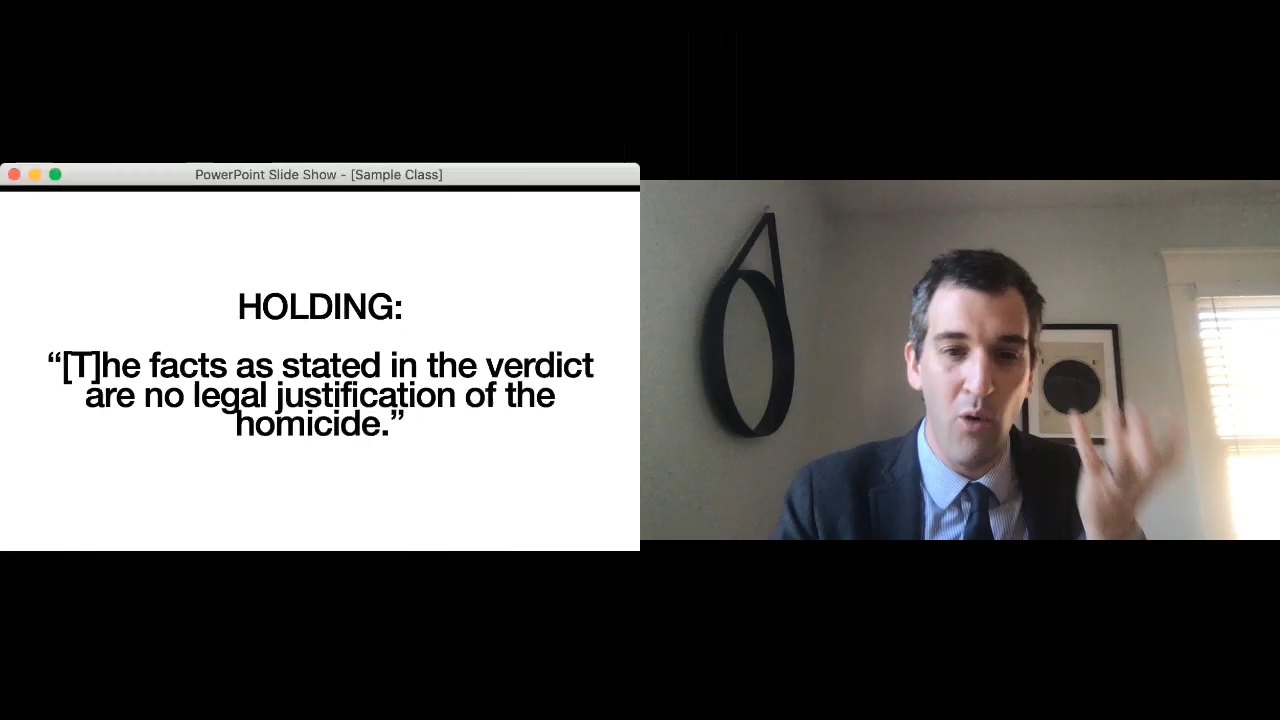 PowerPoint Slide Show - [Sample Class]
HOLDING:
“[T]he facts as stated in the verdict
are no legal justification of the
homicide.”